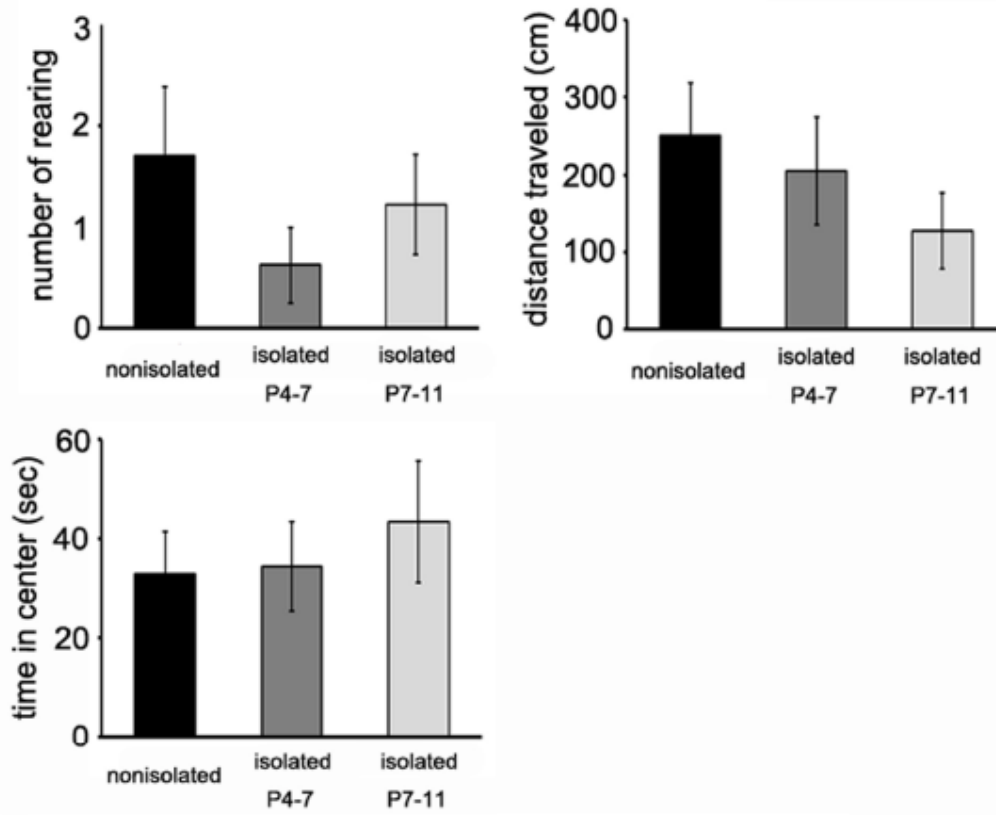 number of rearing
3
2
1
0
nonisolated
isolated
P4-7
isolated
P7-11
distance traveled (cm)
400
300
200
100
0
nonisolated
isolated
P4-7
isolated
P7-11
time in center (sec)
60
40
20
0
nonisolated
isolated
P4-7
isolated
P7-11